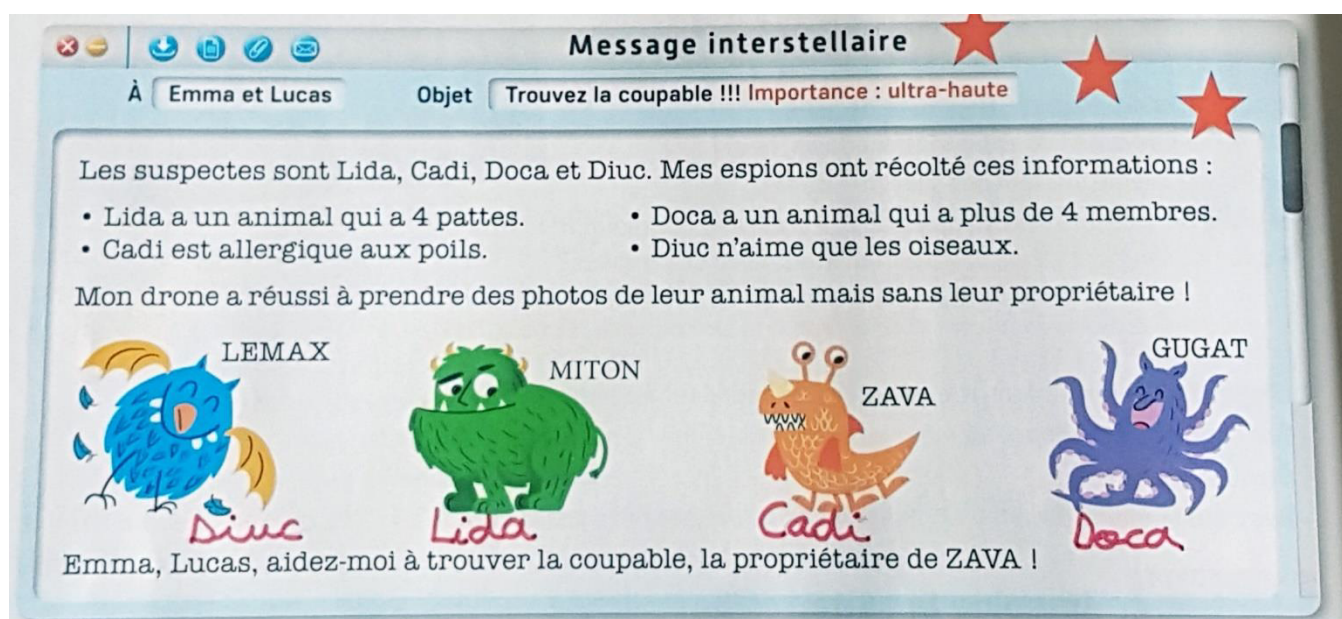 Message interstellaire
À Emma et Lucas Objet Trouvez la coupable !!! Importance : ultra-haute
Les suspectes sont Lida, Cadi, Doca et Diuc. Mes espions ont récolté ces informations :
• Lida a un animal qui a 4 pattes.
• Cadi est allergique aux poils.
• Doca a un animal qui a plus de 4 membres.
• Diuc n'aime que les oiseaux.
Mon drone a réussi à prendre des photos de leur animal mais sans leur propriétaire !
LEMAX
MITON
ZAVA
GUGAT
Diuc
Lida
Cadi
Doca
Emma, Lucas, aidez-moi à trouver la coupable, la propriétaire de ZAVA !